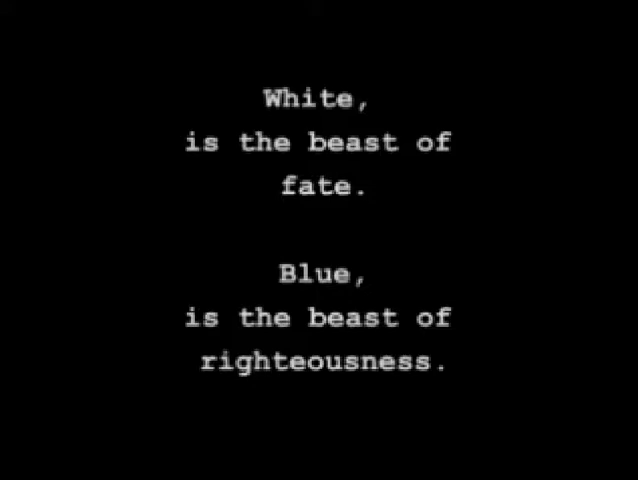 White,
is the beast of
fate.
Blue,
is the beast of
righteousness.